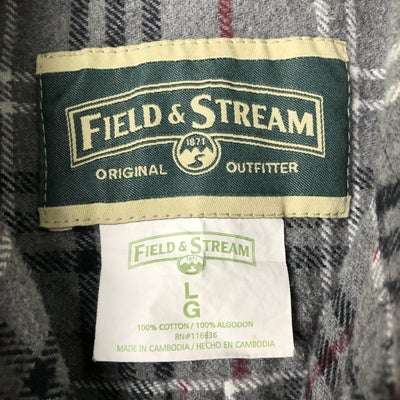 FIELD & STREAM
1871
ORIGINAL OUTFITTER
FIELD & STREAM
1871
L
G
100% COTTON / 100% ALGODON
RN#116636
MADE IN CAMBODIA / HECHO EN CAMBODIA